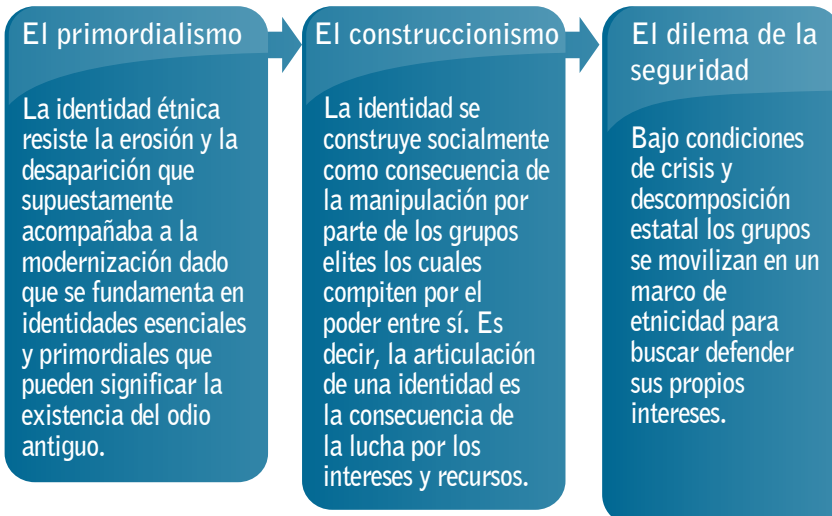 El primordialismo
La identidad étnica
resiste la erosión y la
desaparición que
supuestamente
acompañaba a la
modernización dado
que se fundamenta en
identidades esenciales
y primordiales que
pueden significar la
existencia del odio
antiguo.
El construccionismo
La identidad se
construye socialmente
como consecuencia de
la manipulación por
parte de los grupos
elites los cuales
compiten por el
poder entre sí. Es
decir, la articulación
de una identidad es
la consecuencia de
la lucha por los
intereses y recursos.
El dilema de la
seguridad
Bajo condiciones
de crisis y
descomposición
estatal los grupos
se movilizan en un
marco de
etnicidad para
buscar defender
sus propios
intereses.